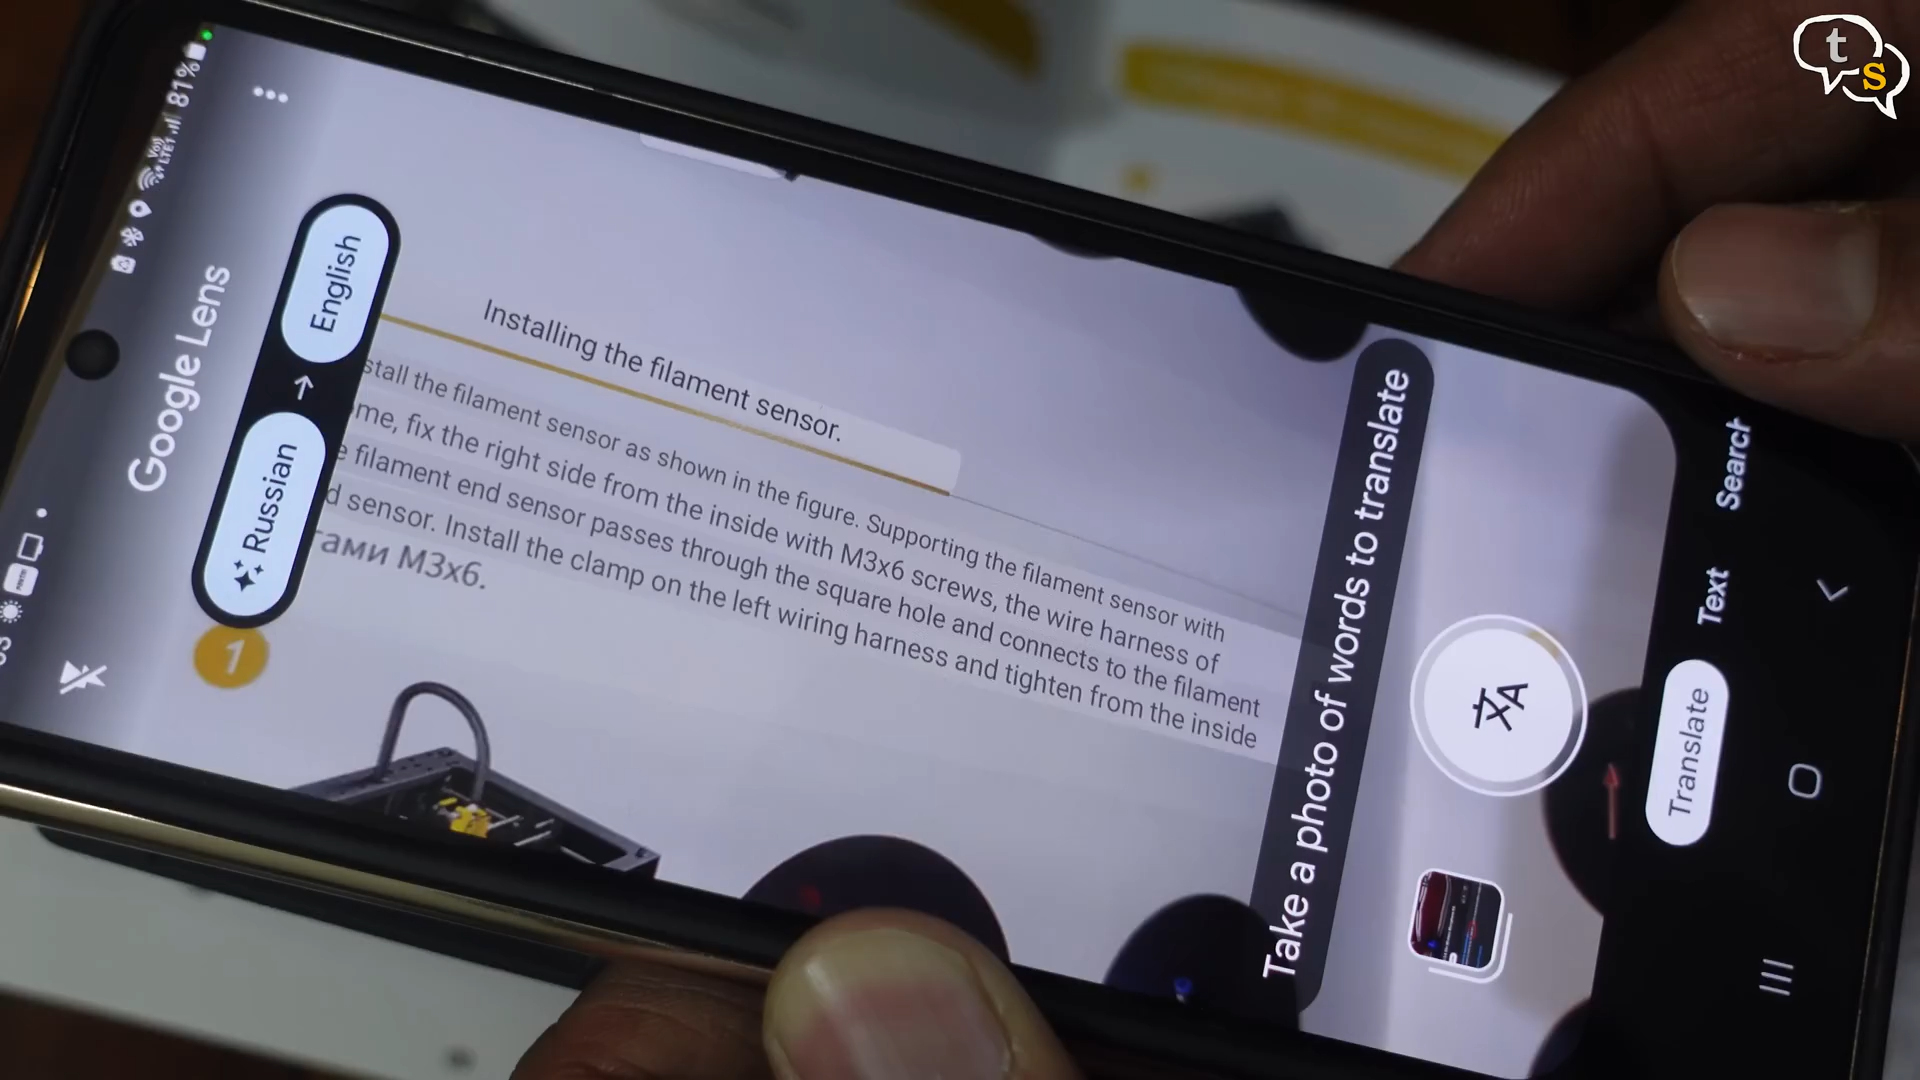 81%
Google Lens
Russian → English
Installing the filament sensor.
stall the filament sensor as shown in the figure. Supporting the filament sensor with
me, fix the right side from the inside with M3x6 screws, the wire harness of
e filament end sensor passes through the square hole and connects to the filament
d sensor. Install the clamp on the left wiring harness and tighten from the inside
тами М3х6.
1
Take a photo of words to translate
Translate Text Search
ts